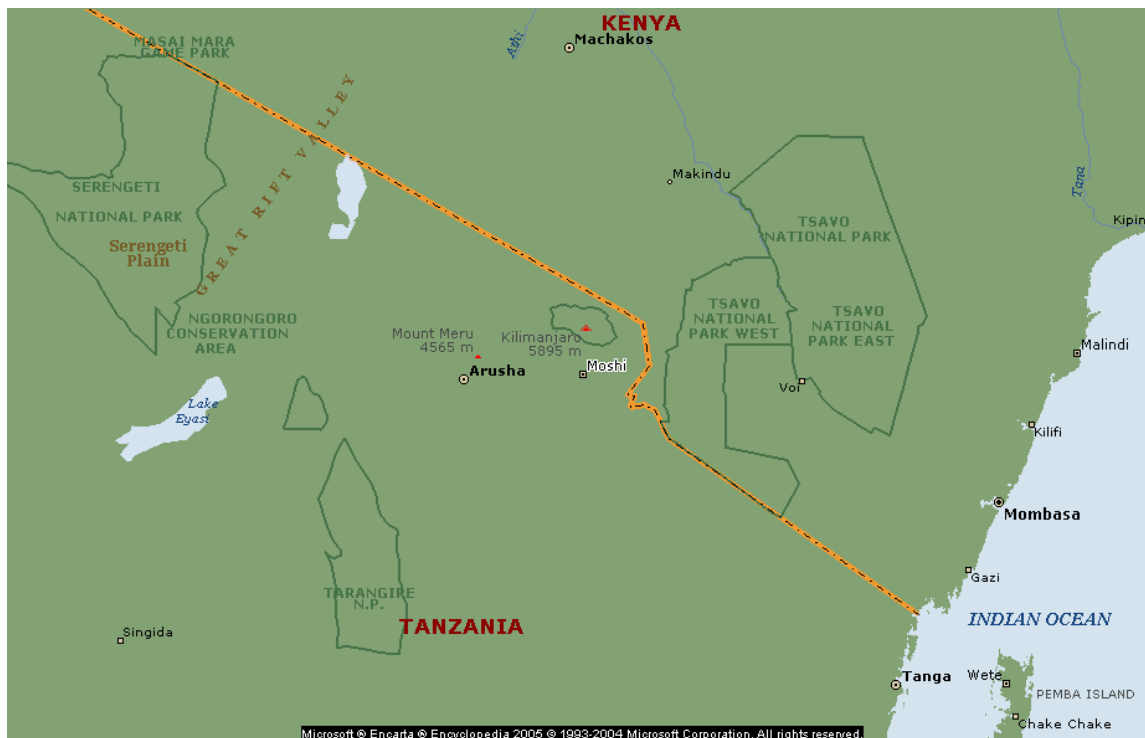 KENYA
Machakos
Athi
MASAI MARA
GAME PARK
GREAT RIFT VALLEY
Makindu
Tana
SERENGETI
NATIONAL PARK
Serengeti
Plain
Kipin
TSAVO
NATIONAL PARK
TSAVO
NATIONAL
PARK WEST
TSAVO
NATIONAL
PARK EAST
NGORONGORO
CONSERVATION
AREA
Mount Meru
4565 m
Kilimanjaro
5895 m
Malindi
Arusha
Moshi
Voi
Lake
Eyasi
Kilifi
Mombasa
Gazi
TARANGIRE
N.P.
TANZANIA
INDIAN OCEAN
Singida
Tanga
Wete
PEMBA ISLAND
Chake Chake
Microsoft ® Encarta ® Encyclopedia 2005 © 1993-2004 Microsoft Corporation. All rights reserved.